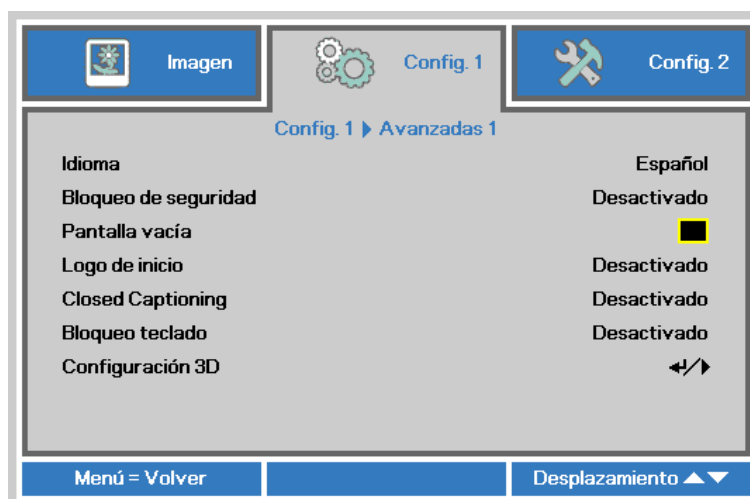 Imagen Config. 1 Config. 2
Config. 1 ▶ Avanzadas 1
Idioma Español
Bloqueo de seguridad Desactivado
Pantalla vacía
Logo de inicio Desactivado
Closed Captioning Desactivado
Bloqueo teclado Desactivado
Configuración 3D ↵/▶
Menú = Volver Desplazamiento ▲▼